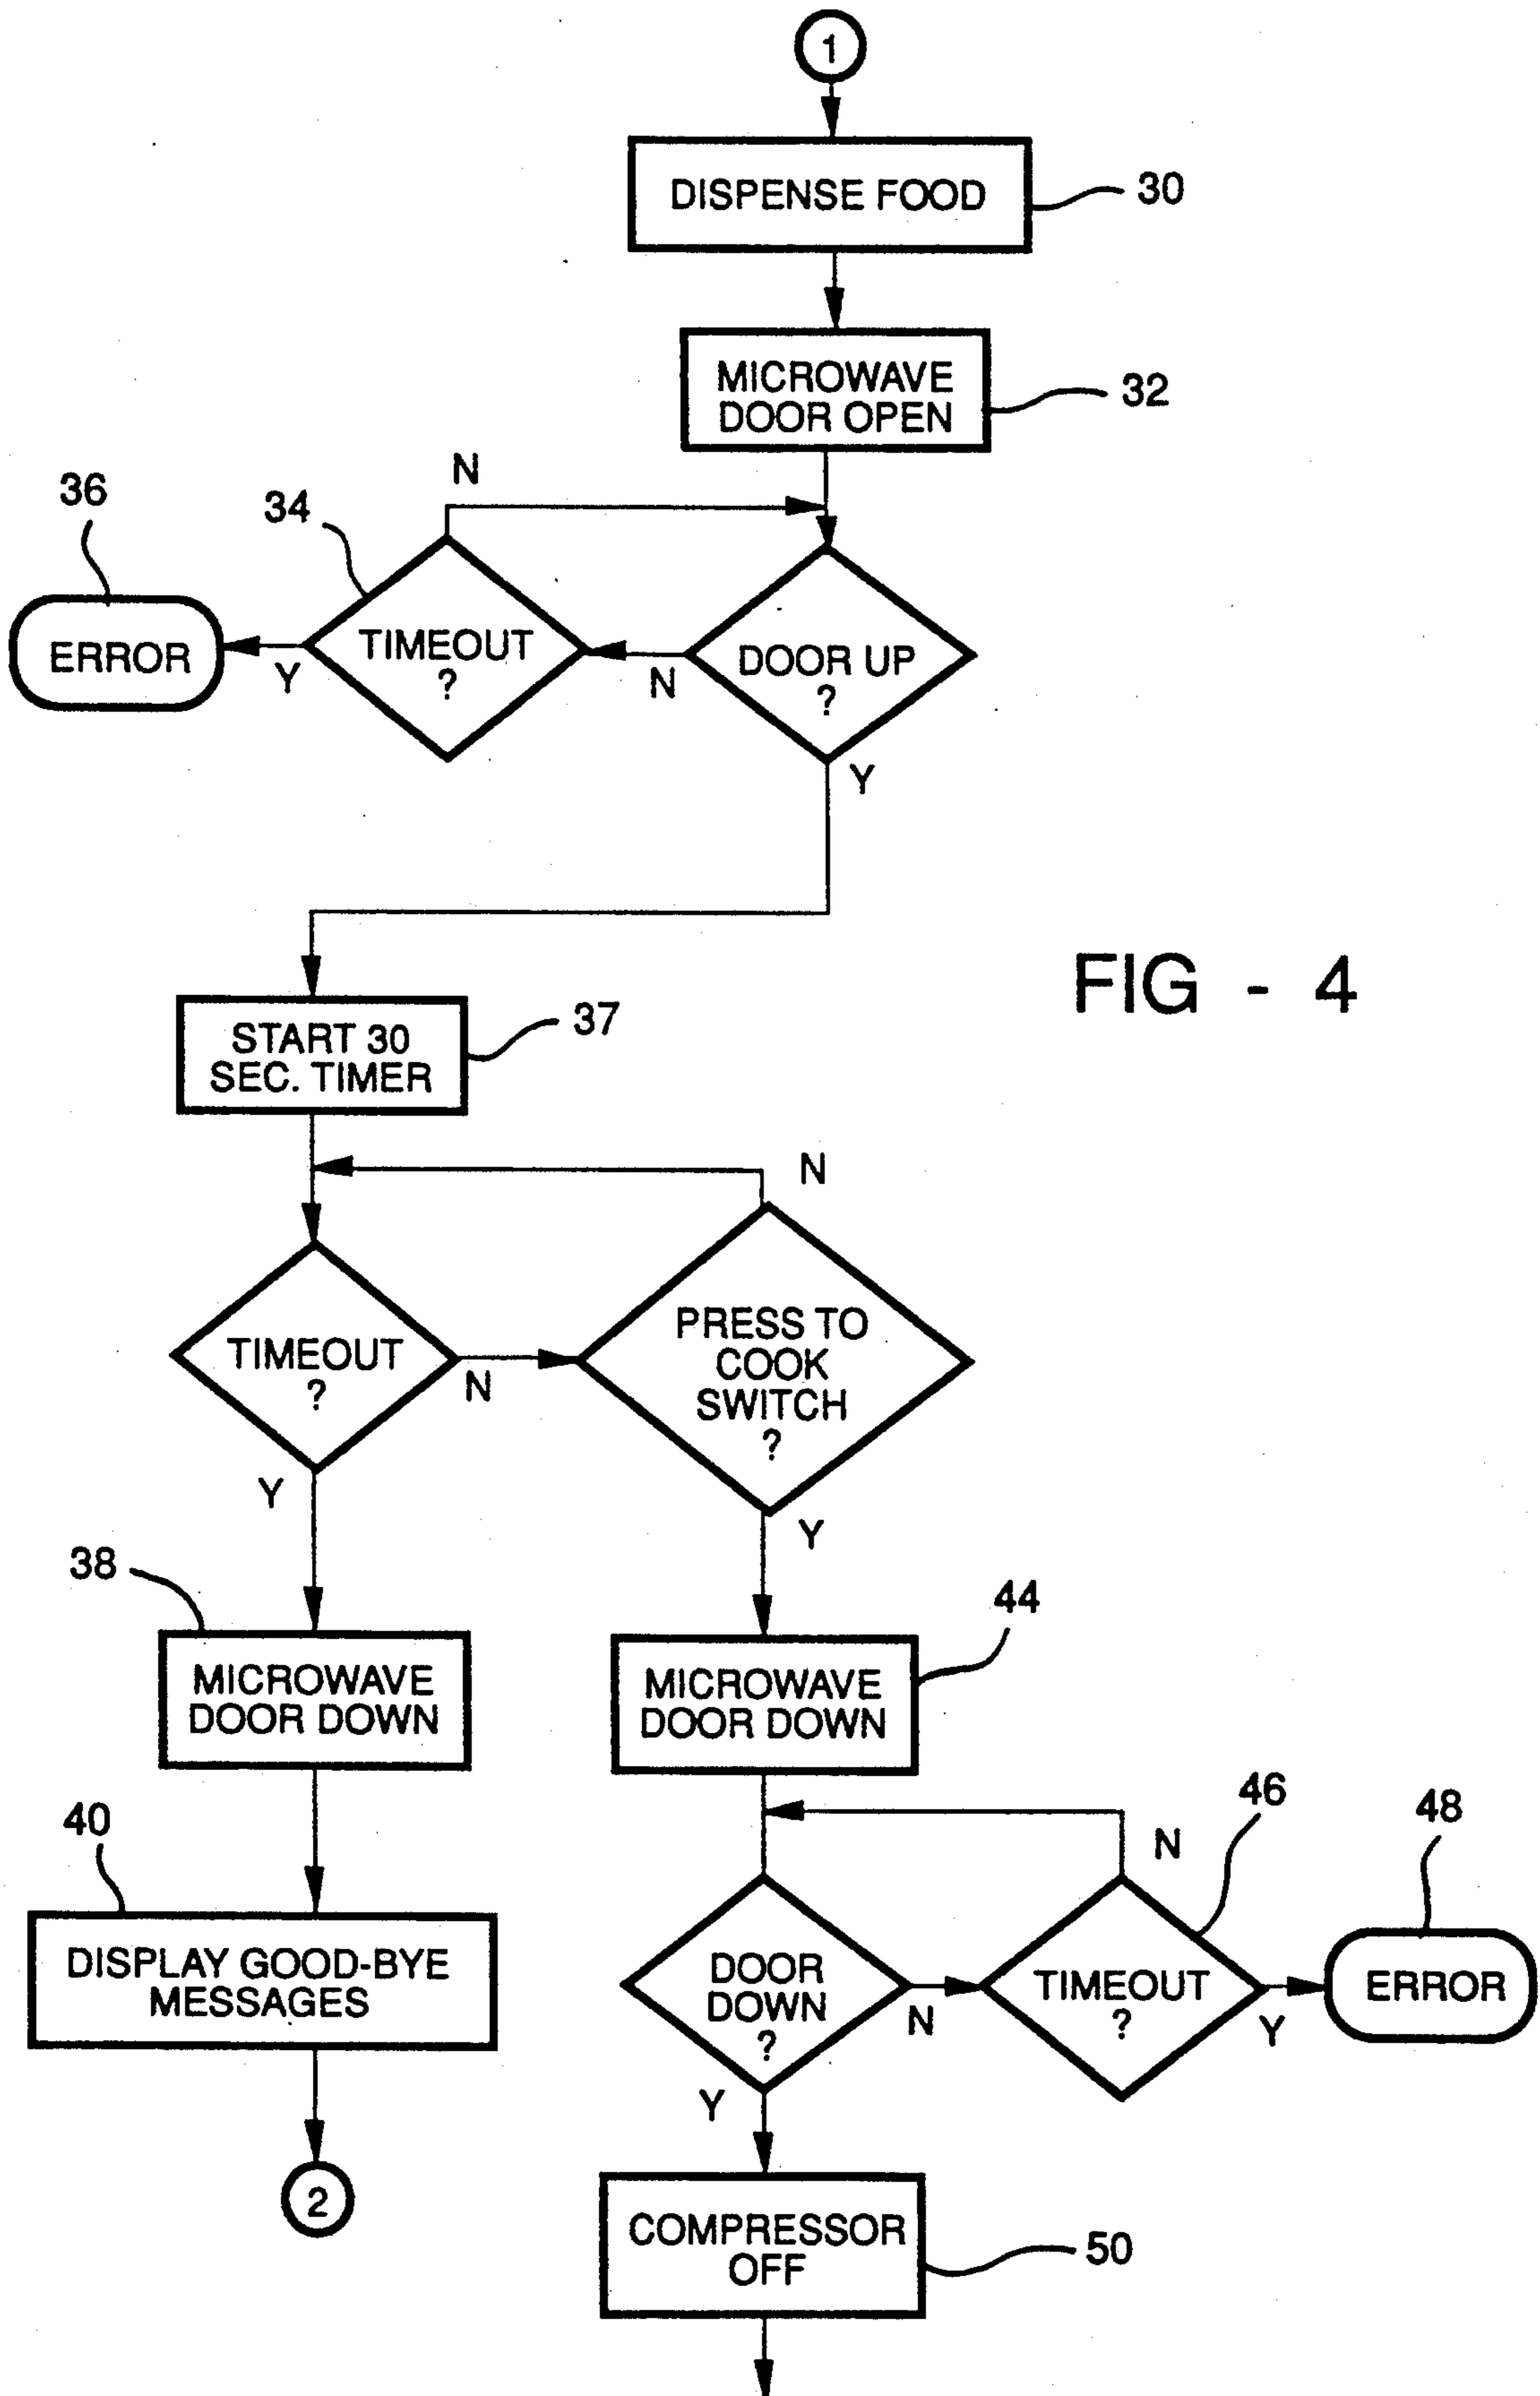 1
DISPENSE FOOD
30
MICROWAVE
DOOR OPEN
32
N
36
34
ERROR
Y
TIMEOUT
?
N
DOOR UP
?
Y
FIG - 4
START 30
SEC. TIMER
37
N
TIMEOUT
?
N
PRESS TO
COOK
SWITCH
?
Y
Y
38
MICROWAVE
DOOR DOWN
44
MICROWAVE
DOOR DOWN
40
DISPLAY GOOD-BYE
MESSAGES
2
N
46
48
DOOR
DOWN
?
N
TIMEOUT
?
Y
ERROR
Y
COMPRESSOR
OFF
50